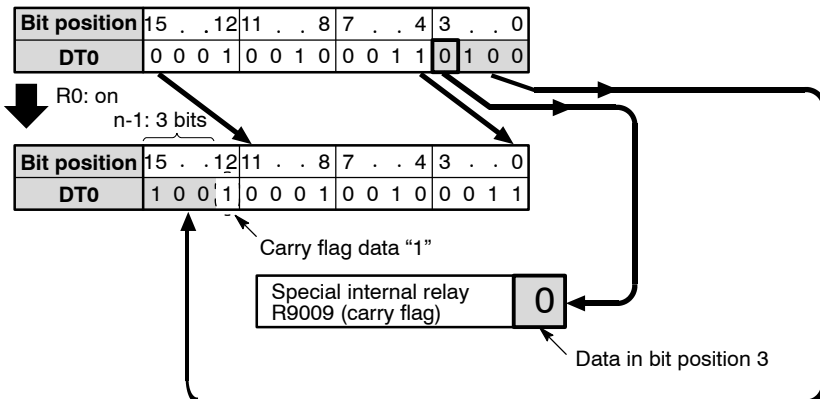 Bit position 15 . . 12 11 . . 8 7 . . 4 3 . . 0
DT0 0 0 0 1 0 0 1 0 0 0 1 1 0 1 0 0
R0: on
n-1: 3 bits
Bit position 15 . . 12 11 . . 8 7 . . 4 3 . . 0
DT0 1 0 0 1 0 0 0 1 0 0 1 0 0 0 1 1
Carry flag data “1”
Special internal relay
R9009 (carry flag)
0
Data in bit position 3